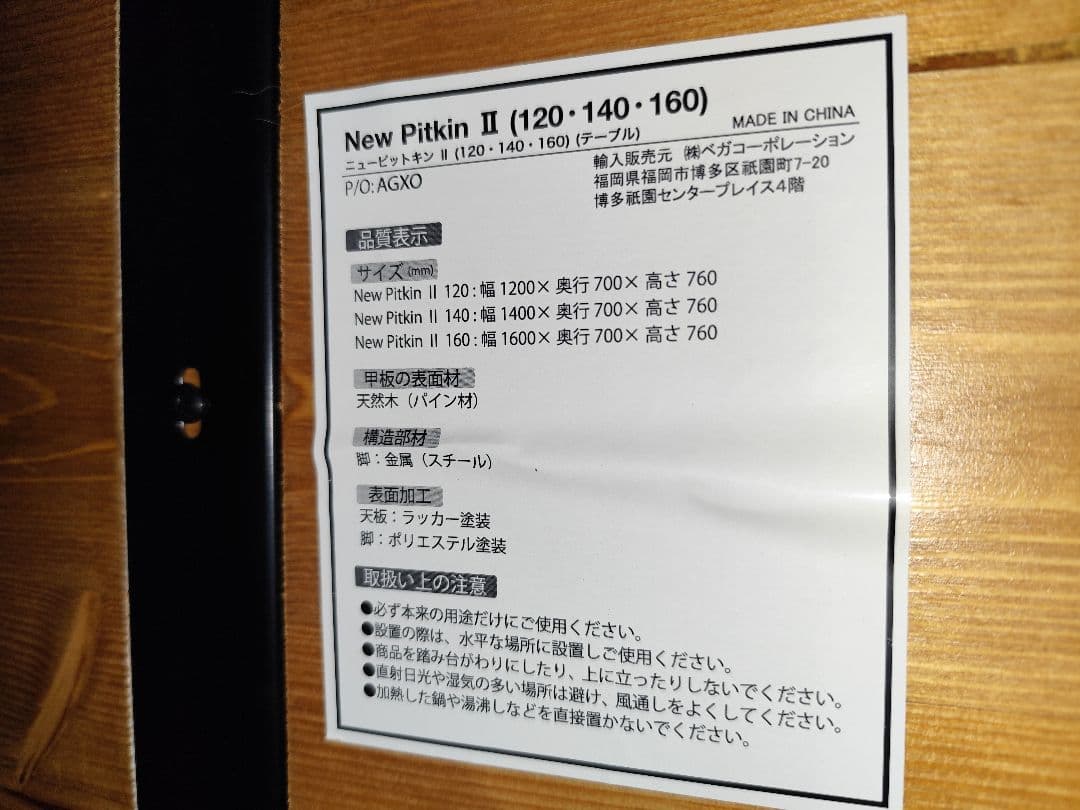 New Pitkin Ⅱ (120・140・160)
ニューピットキン Ⅱ (120・140・160) (テーブル)
MADE IN CHINA
P/O: AGXO
輸入販売元 ㈱ベガコーポレーション
福岡県福岡市博多区祇園町7-20
博多祇園センタープレイス4階
品質表示
サイズ(mm)
New Pitkin Ⅱ 120 : 幅 1200× 奥行 700× 高さ 760
New Pitkin Ⅱ 140 : 幅 1400× 奥行 700× 高さ 760
New Pitkin Ⅱ 160 : 幅 1600× 奥行 700× 高さ 760
甲板の表面材
天然木（パイン材）
構造部材
脚：金属（スチール）
表面加工
天板：ラッカー塗装
脚：ポリエステル塗装
取扱い上の注意
●必ず本来の用途だけにご使用ください。
●設置の際は、水平な場所に設置しご使用ください。
●商品を踏み台がわりにしたり、上に立ったりしないでください。
●直射日光や湿気の多い場所は避け、風通しをよくしてください。
●加熱した鍋や湯沸しなどを直接置かないでください。